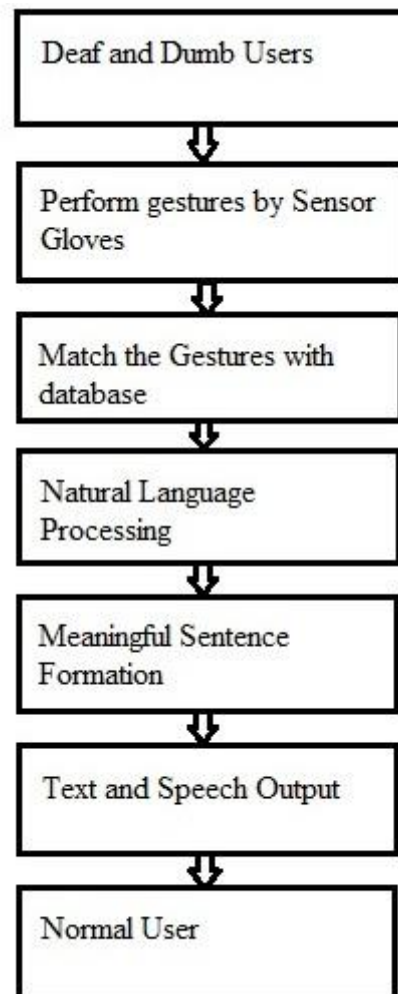 Deaf and Dumb Users
Perform gestures by Sensor
Gloves
Match the Gestures with
database
Natural Language
Processing
Meaningful Sentence
Formation
Text and Speech Output
Normal User